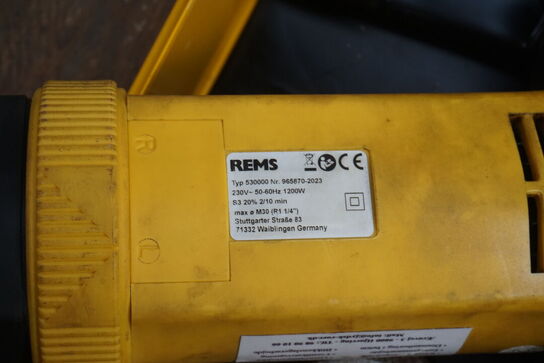 REMS CE
Typ 530000 Nr. 965870-2023
230V~ 50-60Hz 1200W
S3 20% 2/10 min
max ø M30 (R1 1/4")
Stuttgarter Straße 83
71332 Waiblingen Germany
R
L